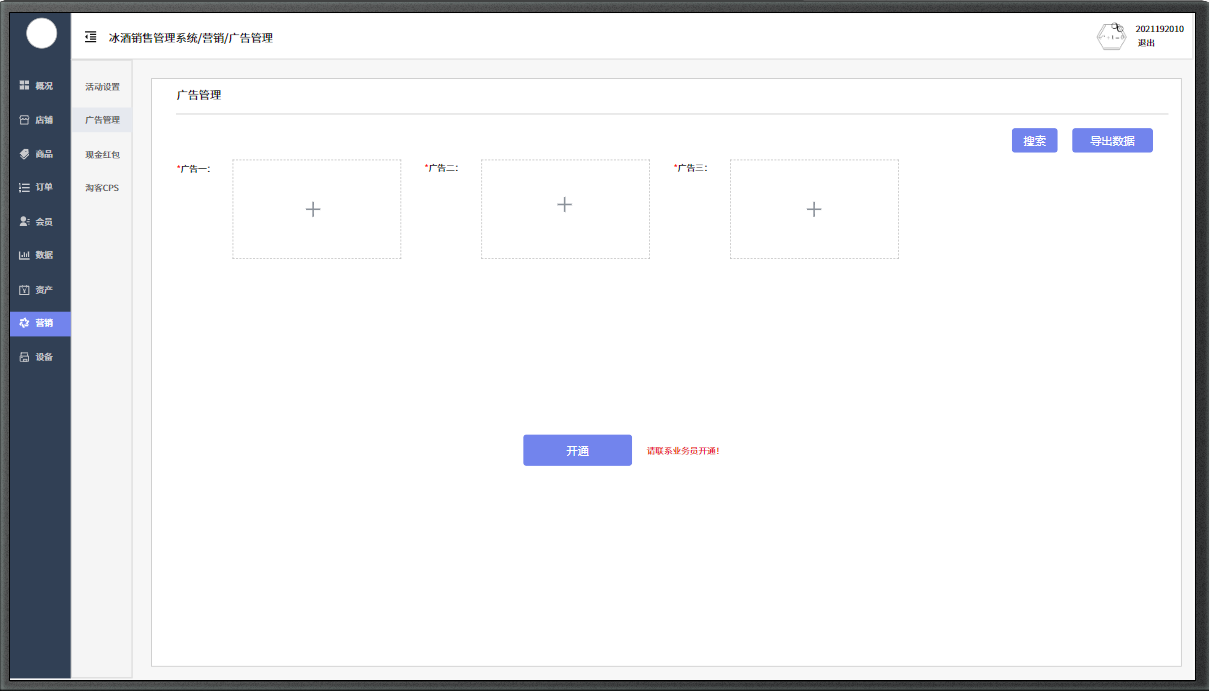 冰酒销售管理系统/营销/广告管理
2021192010
退出
概况
店铺
商品
订单
会员
数据
资产
营销
设备
活动设置
广告管理
现金红包
淘客CPS
广告管理
搜索
导出数据
*广告一：
*广告二：
*广告三：
开通
请联系业务员开通！